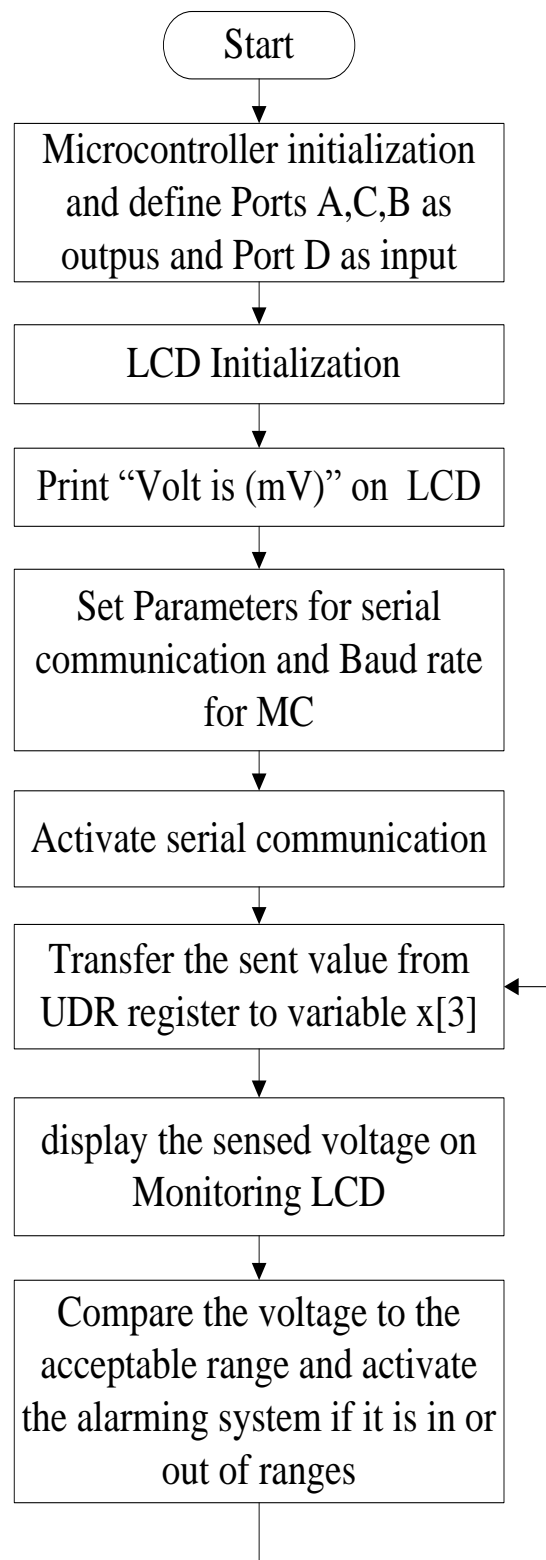 Start
Microcontroller initialization
and define Ports A,C,B as
outpus and Port D as input
LCD Initialization
Print “Volt is (mV)” on LCD
Set Parameters for serial
communication and Baud rate
for MC
Activate serial communication
Transfer the sent value from
UDR register to variable x[3]
display the sensed voltage on
Monitoring LCD
Compare the voltage to the
acceptable range and activate
the alarming system if it is in or
out of ranges